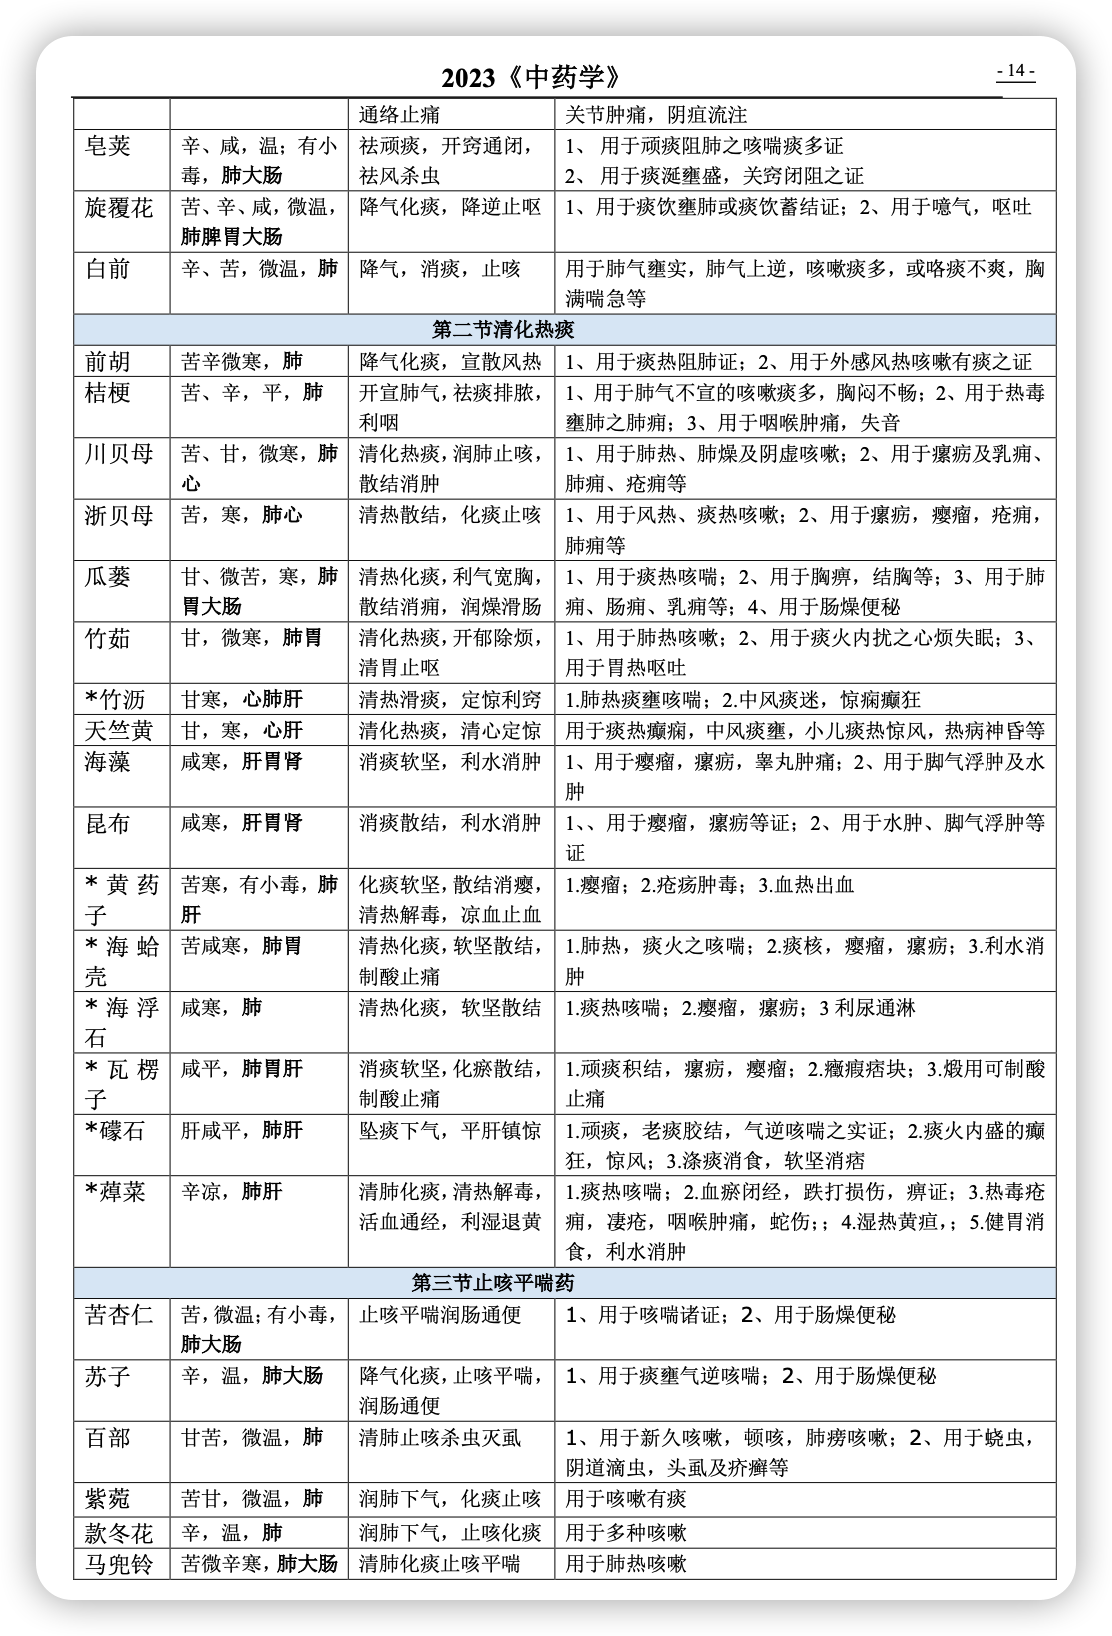 2023《中药学》
- 14 -
通络止痛 关节肿痛，阴疽流注
皂荚 辛、咸，温；有小 祛顽痰，开窍通闭， 1、 用于顽痰阻肺之咳喘痰多证
毒，肺大肠 祛风杀虫 2、 用于痰涎壅盛，关窍闭阻之证
旋覆花 苦、辛、咸，微温， 降气化痰，降逆止呕 1、用于痰饮壅肺或痰饮蓄结证；2、用于噫气，呕吐
肺脾胃大肠
白前 辛、苦，微温，肺 降气，消痰，止咳 用于肺气壅实，肺气上逆，咳嗽痰多，或咯痰不爽，胸
满喘急等
第二节清化热痰
前胡 苦辛微寒，肺 降气化痰，宣散风热 1、用于痰热阻肺证；2、用于外感风热咳嗽有痰之证
桔梗 苦、辛，平，肺 开宣肺气，祛痰排脓， 1、用于肺气不宣的咳嗽痰多，胸闷不畅；2、用于热毒
利咽 壅肺之肺痈；3、用于咽喉肿痛，失音
川贝母 苦、甘，微寒，肺 清化热痰，润肺止咳， 1、用于肺热、肺燥及阴虚咳嗽；2、用于瘰疬及乳痈、
心 散结消肿 肺痈、疮痈等
浙贝母 苦，寒，肺心 清热散结，化痰止咳 1、用于风热、痰热咳嗽；2、用于瘰疬，瘿瘤，疮痈，
肺痈等
瓜蒌 甘、微苦，寒，肺 清热化痰，利气宽胸， 1、用于痰热咳喘；2、用于胸痹，结胸等；3、用于肺
胃大肠 散结消痈，润燥滑肠 痈、肠痈、乳痈等；4、用于肠燥便秘
竹茹 甘，微寒，肺胃 清化热痰，开郁除烦， 1、用于肺热咳嗽；2、用于痰火内扰之心烦失眠；3、
清胃止呕 用于胃热呕吐
*竹沥 甘寒，心肺肝 清热滑痰，定惊利窍 1.肺热痰壅咳喘；2.中风痰迷，惊痫癫狂
天竺黄 甘，寒，心肝 清化热痰，清心定惊 用于痰热癫痫，中风痰壅，小儿痰热惊风，热病神昏等
海藻 咸寒，肝胃肾 消痰软坚，利水消肿 1、用于瘿瘤，瘰疬，睾丸肿痛；2、用于脚气浮肿及水
肿
昆布 咸寒，肝胃肾 消痰散结，利水消肿 1、、用于瘿瘤，瘰疬等证；2、用于水肿、脚气浮肿等
证
* 黄 药 苦寒，有小毒，肺 化痰软坚，散结消瘿， 1.瘿瘤；2.疮疡肿毒；3.血热出血
子 肝 清热解毒，凉血止血
* 海 蛤 苦咸寒，肺胃 清热化痰，软坚散结， 1.肺热，痰火之咳喘；2.痰核，瘿瘤，瘰疬；3.利水消
壳 制酸止痛 肿
* 海 浮 咸寒，肺 清热化痰，软坚散结 1.痰热咳喘；2.瘿瘤，瘰疬；3 利尿通淋
石
* 瓦 楞 咸平，肺胃肝 消痰软坚，化瘀散结， 1.顽痰积结，瘰疬，瘿瘤；2.癥瘕痞块；3.煅用可制酸
子 制酸止痛 止痛
*礞石 肝咸平，肺肝 坠痰下气，平肝镇惊 1.顽痰，老痰胶结，气逆咳喘之实证；2.痰火内盛的癫
狂，惊风；3.涤痰消食，软坚消痞
*蔊菜 辛凉，肺肝 清肺化痰，清热解毒， 1.痰热咳喘；2.血瘀闭经，跌打损伤，痹证；3.热毒疮
活血通经，利湿退黄 痈，凄疮，咽喉肿痛，蛇伤；；4.湿热黄疸，；5.健胃消
食，利水消肿
第三节止咳平喘药
苦杏仁 苦，微温；有小毒， 止咳平喘润肠通便 1、用于咳喘诸证；2、用于肠燥便秘
肺大肠
苏子 辛，温，肺大肠 降气化痰，止咳平喘， 1、用于痰壅气逆咳喘；2、用于肠燥便秘
润肠通便
百部 甘苦，微温，肺 清肺止咳杀虫灭虱 1、用于新久咳嗽，顿咳，肺痨咳嗽；2、用于蛲虫，
阴道滴虫，头虱及疥癣等
紫菀 苦甘，微温，肺 润肺下气，化痰止咳 用于咳嗽有痰
款冬花 辛，温，肺 润肺下气，止咳化痰 用于多种咳嗽
马兜铃 苦微辛寒，肺大肠 清肺化痰止咳平喘 用于肺热咳嗽